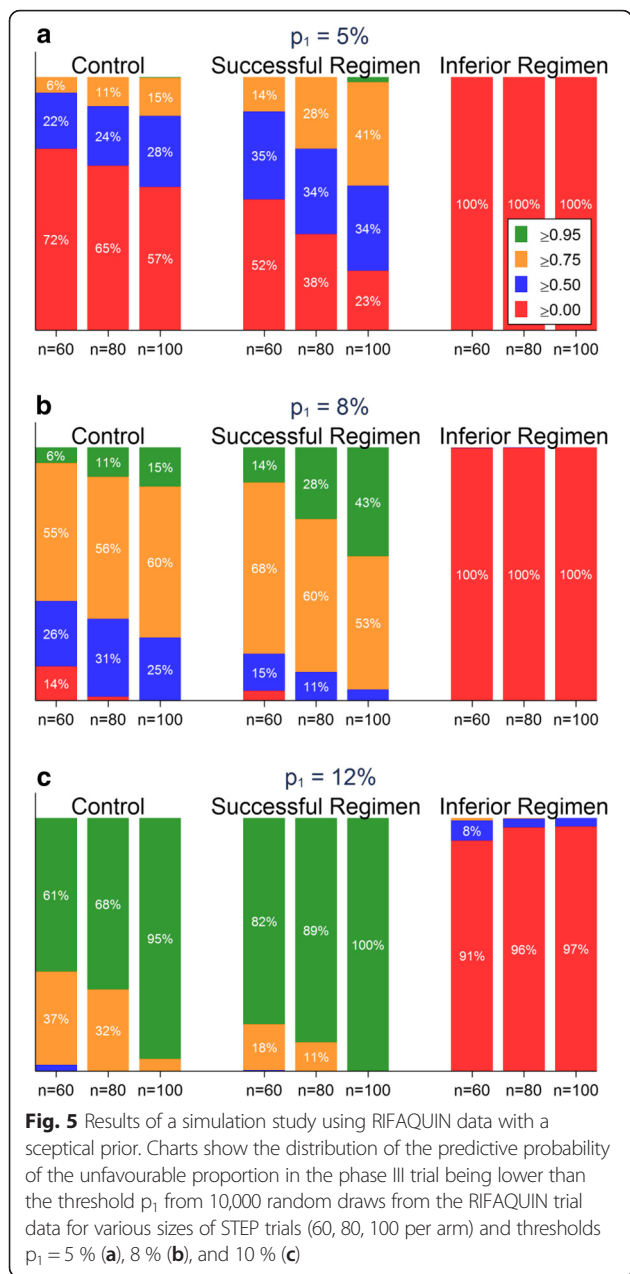 a
p₁ = 5%
Control Successful Regimen Inferior Regimen
6% 11% 15% 14% 28% 41%
22% 24% 28% 35% 34% 34%
72% 65% 57% 52% 38% 23% 100% 100% 100%
≥0.95
≥0.75
≥0.50
≥0.00
n=60 n=80 n=100 n=60 n=80 n=100 n=60 n=80 n=100
b
p₁ = 8%
Control Successful Regimen Inferior Regimen
6% 11% 15% 14% 28% 43%
55% 56% 60% 68% 60% 53%
26% 31% 25% 15% 11%
14% 100% 100% 100%
n=60 n=80 n=100 n=60 n=80 n=100 n=60 n=80 n=100
c
p₁ = 12%
Control Successful Regimen Inferior Regimen
61% 68% 95% 82% 89% 100% 8%
37% 32% 18% 11% 91% 96% 97%
n=60 n=80 n=100 n=60 n=80 n=100 n=60 n=80 n=100
Fig. 5 Results of a simulation study using RIFAQUIN data with a
sceptical prior. Charts show the distribution of the predictive probability
of the unfavourable proportion in the phase III trial being lower than
the threshold p₁ from 10,000 random draws from the RIFAQUIN trial
data for various sizes of STEP trials (60, 80, 100 per arm) and thresholds
p₁ = 5 % (a), 8 % (b), and 10 % (c)